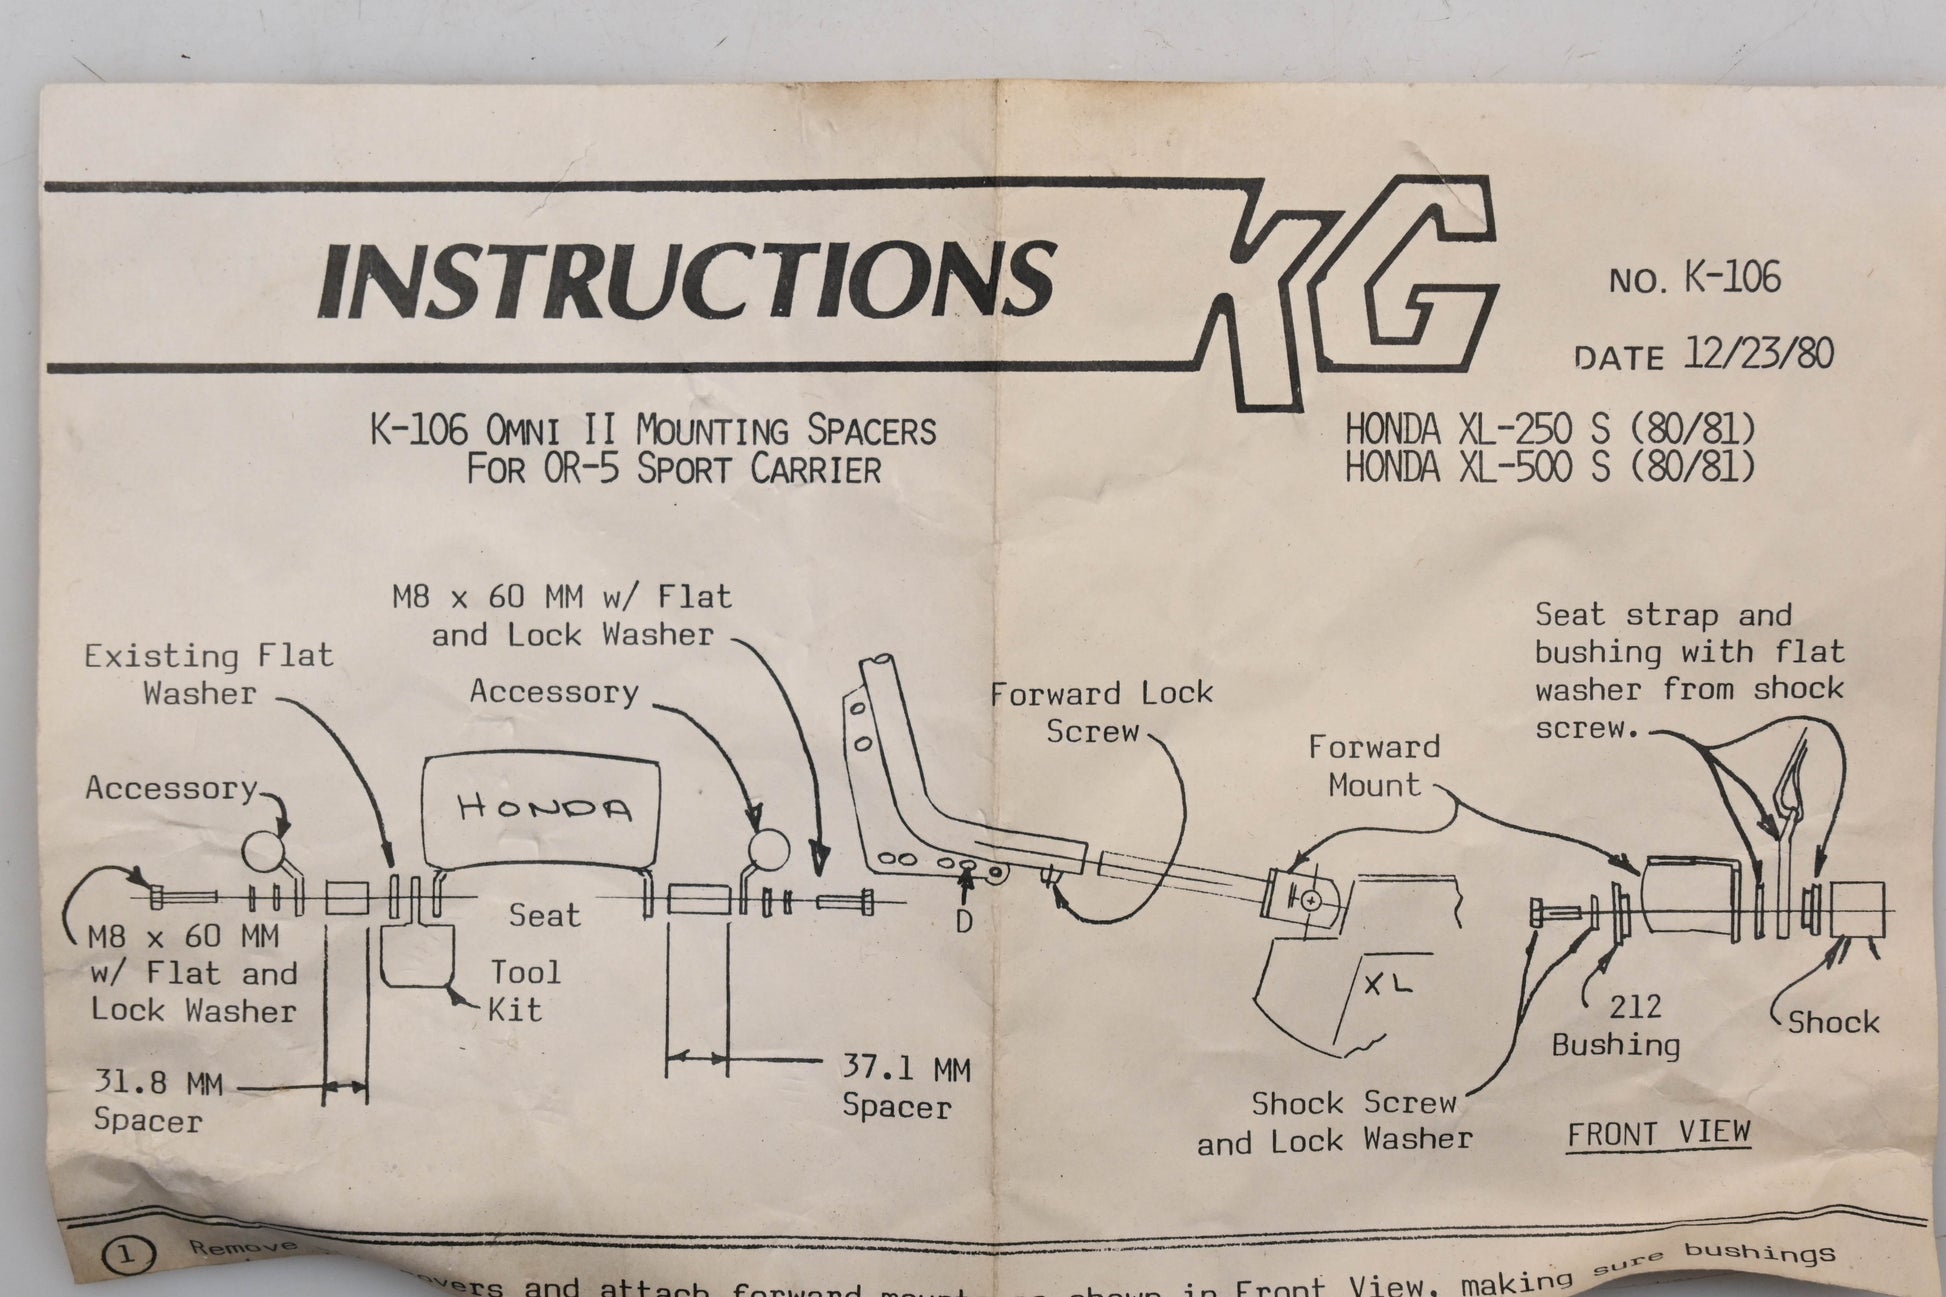 INSTRUCTIONS
KG
NO. K-106
DATE 12/23/80
K-106 OMNI II MOUNTING SPACERS
FOR OR-5 SPORT CARRIER
HONDA XL-250 S (80/81)
HONDA XL-500 S (80/81)
M8 x 60 MM w/ Flat
and Lock Washer
Existing Flat
Washer
Accessory
Accessory
HONDA
M8 x 60 MM
w/ Flat and
Lock Washer
Seat
Tool
Kit
31.8 MM
Spacer
37.1 MM
Spacer
D
Forward Lock
Screw
Forward
Mount
Seat strap and
bushing with flat
washer from shock
screw.
XL
212
Bushing
Shock
Shock Screw
and Lock Washer
FRONT VIEW
1 Remove
and attach forward shown in Front View, making sure bushings